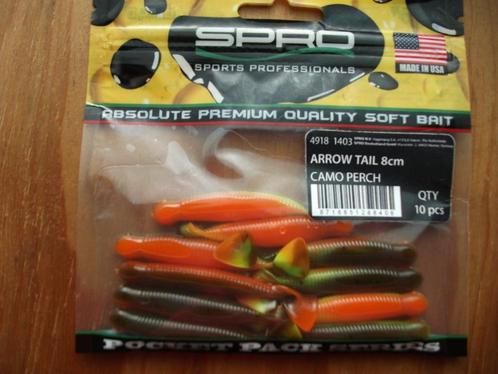 SPRO
SPORTS PROFESSIONALS
MADE IN USA
ABSOLUTE PREMIUM QUALITY SOFT BAIT
4918 1403
ARROW TAIL 8cm
CAMO PERCH
QTY
10 pcs
POCKET PACK SERIES